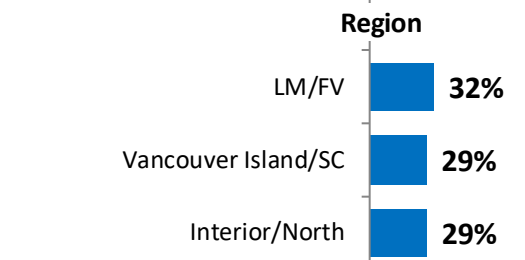 Region
LM/FV 32%
Vancouver Island/SC 29%
Interior/North 29%